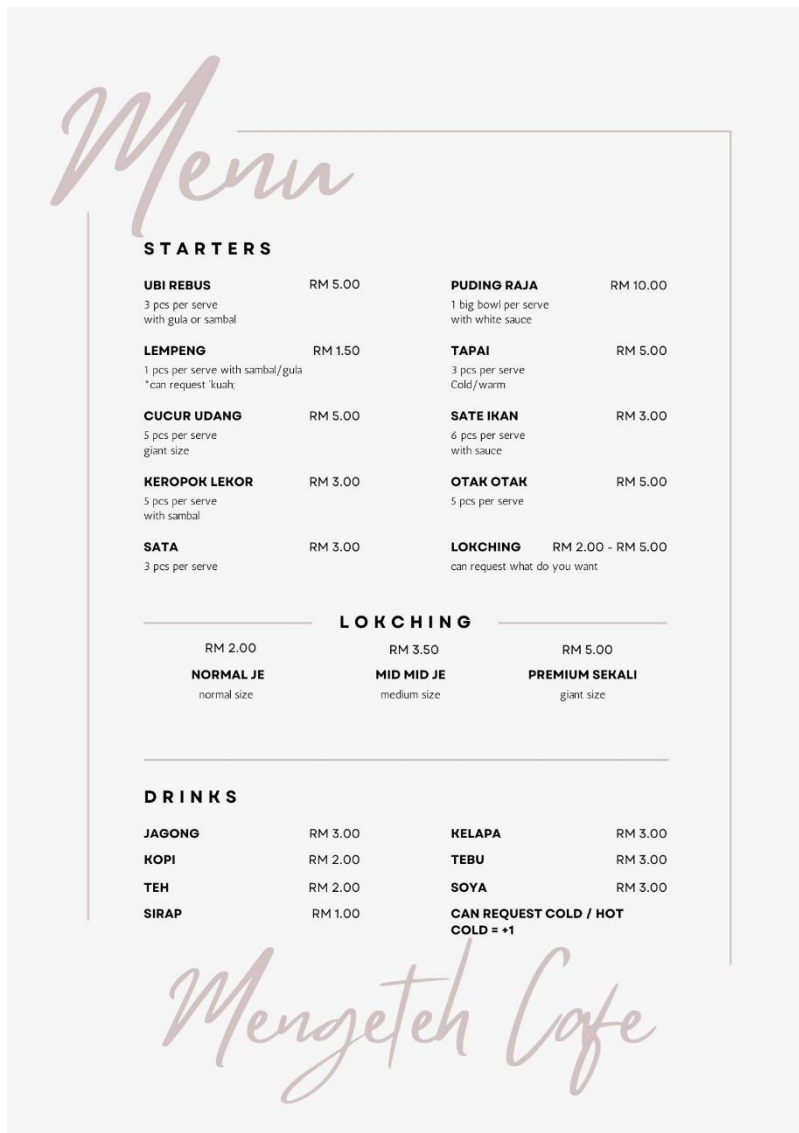 Menu
STARTERS
UBI REBUS RM 5.00
3 pcs per serve
with gula or sambal
LEMPENG RM 1.50
1 pcs per serve with sambal/gula
*can request 'kuah;
CUCUR UDANG RM 5.00
5 pcs per serve
giant size
KEROPOK LEKOR RM 3.00
5 pcs per serve
with sambal
SATA RM 3.00
3 pcs per serve
PUDING RAJA RM 10.00
1 big bowl per serve
with white sauce
TAPAI RM 5.00
3 pcs per serve
Cold/warm
SATE IKAN RM 3.00
6 pcs per serve
with sauce
OTAK OTAK RM 5.00
5 pcs per serve
LOKCHING RM 2.00 - RM 5.00
can request what do you want
LOKCHING
RM 2.00
NORMAL JE
normal size
RM 3.50
MID MID JE
medium size
RM 5.00
PREMIUM SEKALI
giant size
DRINKS
JAGONG RM 3.00
KOPI RM 2.00
TEH RM 2.00
SIRAP RM 1.00
KELAPA RM 3.00
TEBU RM 3.00
SOYA RM 3.00
CAN REQUEST COLD / HOT
COLD = +1
Mengeteh Cafe